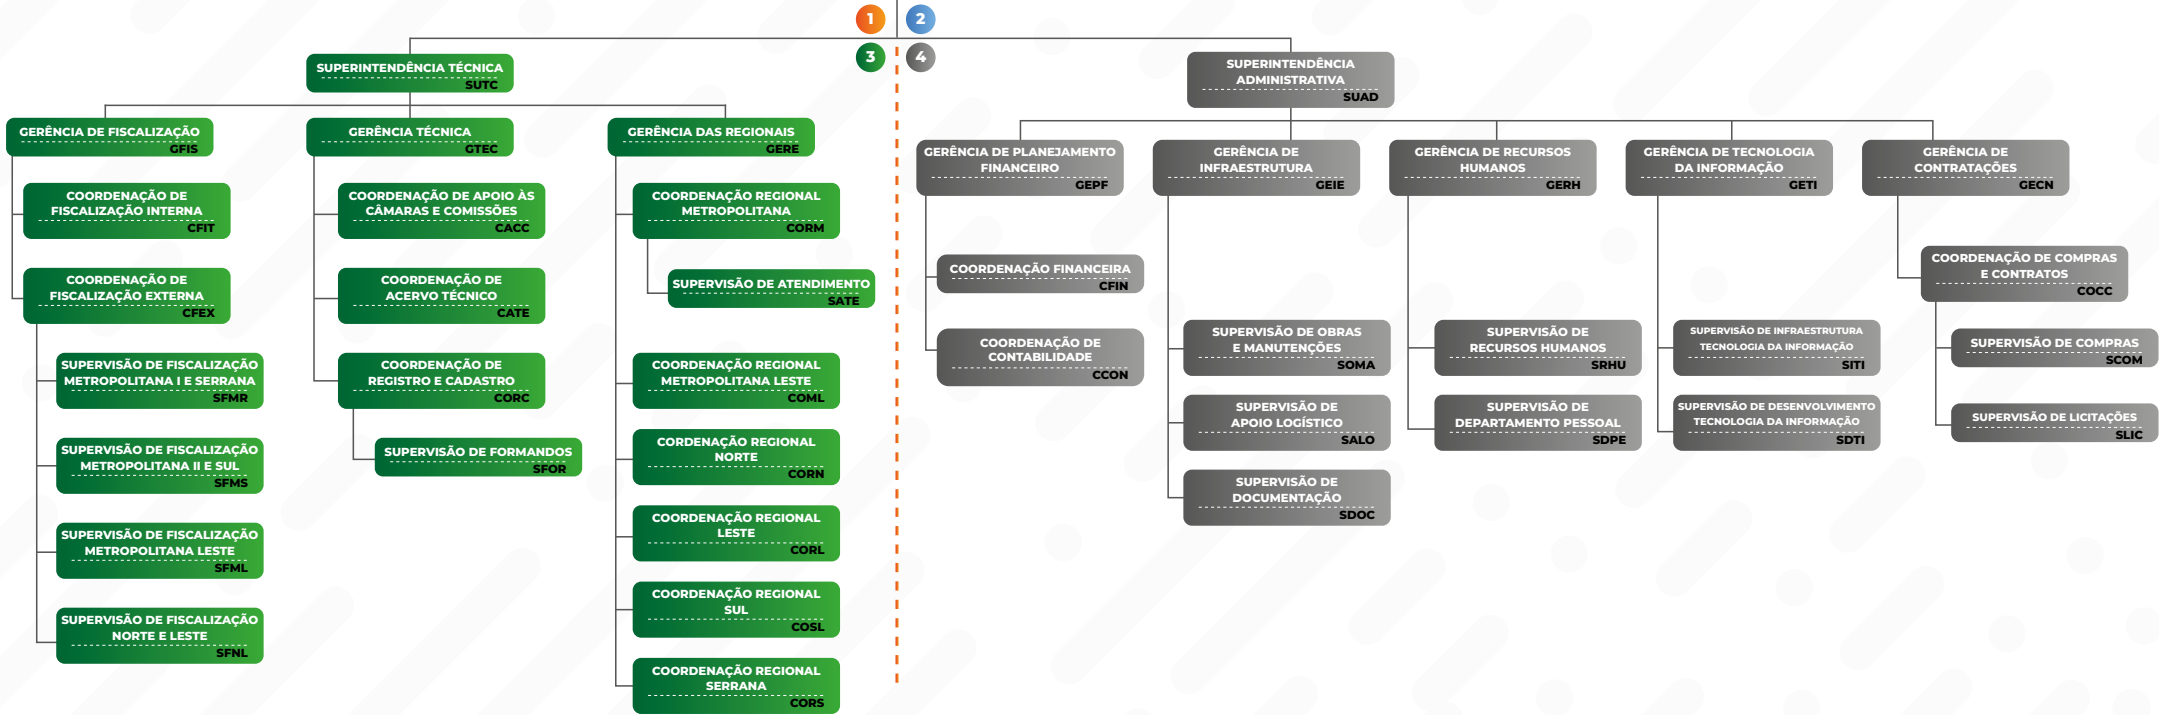 1
2
3
4
SUPERINTENDÊNCIA TÉCNICA
SUTC
GERÊNCIA DE FISCALIZAÇÃO
GFIS
COORDENAÇÃO DE
FISCALIZAÇÃO INTERNA
CFIT
COORDENAÇÃO DE
FISCALIZAÇÃO EXTERNA
CFEX
SUPERVISÃO DE FISCALIZAÇÃO
METROPOLITANA I E SERRANA
SFMR
SUPERVISÃO DE FISCALIZAÇÃO
METROPOLITANA II E SUL
SFMS
SUPERVISÃO DE FISCALIZAÇÃO
METROPOLITANA LESTE
SFML
SUPERVISÃO DE FISCALIZAÇÃO
NORTE E LESTE
SFNL
GERÊNCIA TÉCNICA
GTEC
COORDENAÇÃO DE APOIO ÀS
CÂMARAS E COMISSÕES
CACC
COORDENAÇÃO DE
ACERVO TÉCNICO
CATE
COORDENAÇÃO DE
REGISTRO E CADASTRO
CORC
SUPERVISÃO DE FORMANDOS
SFOR
GERÊNCIA DAS REGIONAIS
GERE
COORDENAÇÃO REGIONAL
METROPOLITANA
CORM
SUPERVISÃO DE ATENDIMENTO
SATE
COORDENAÇÃO REGIONAL
METROPOLITANA LESTE
COML
CORDENAÇÃO REGIONAL
NORTE
CORN
COORDENAÇÃO REGIONAL
LESTE
CORL
COORDENAÇÃO REGIONAL
SUL
COSL
COORDENAÇÃO REGIONAL
SERRANA
CORS
SUPERINTENDÊNCIA
ADMINISTRATIVA
SUAD
GERÊNCIA DE PLANEJAMENTO
FINANCEIRO
GEPF
COORDENAÇÃO FINANCEIRA
CFIN
COORDENAÇÃO DE
CONTABILIDADE
CCON
GERÊNCIA DE
INFRAESTRUTURA
GEIE
SUPERVISÃO DE OBRAS
E MANUTENÇÕES
SOMA
SUPERVISÃO DE
APOIO LOGÍSTICO
SALO
SUPERVISÃO DE
DOCUMENTAÇÃO
SDOC
GERÊNCIA DE RECURSOS
HUMANOS
GERH
SUPERVISÃO DE
RECURSOS HUMANOS
SRHU
SUPERVISÃO DE
DEPARTAMENTO PESSOAL
SDPE
GERÊNCIA DE TECNOLOGIA
DA INFORMAÇÃO
GETI
SUPERVISÃO DE INFRAESTRUTURA
TECNOLOGIA DA INFORMAÇÃO
SITI
SUPERVISÃO DE DESENVOLVIMENTO
TECNOLOGIA DA INFORMAÇÃO
SDTI
GERÊNCIA DE
CONTRATAÇÕES
GECN
COORDENAÇÃO DE COMPRAS
E CONTRATOS
COCC
SUPERVISÃO DE COMPRAS
SCOM
SUPERVISÃO DE LICITAÇÕES
SLIC